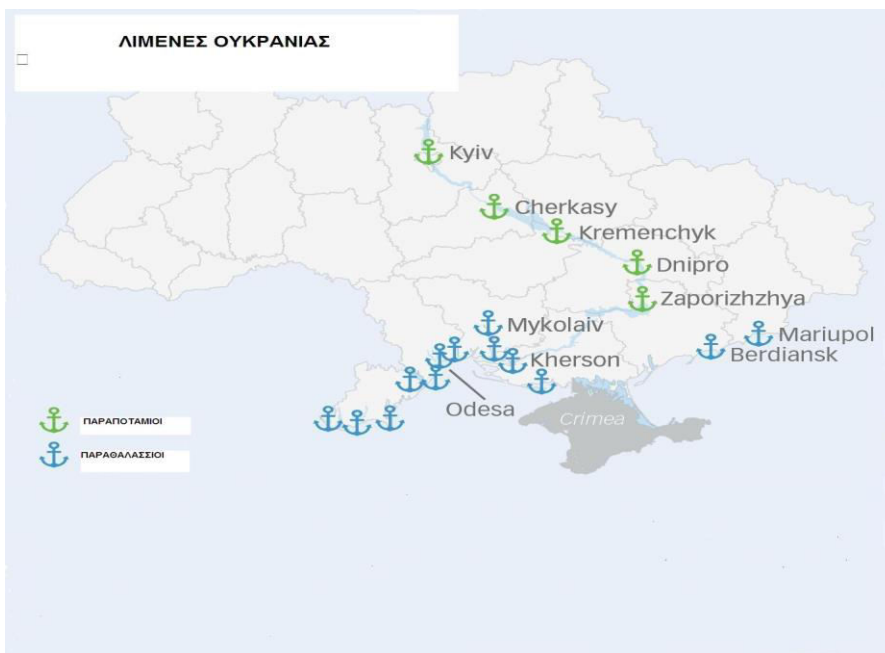 ΛΙΜΕΝΕΣ ΟΥΚΡΑΝΙΑΣ
Kyiv
Cherkasy
Kremenchyk
Dnipro
Zaporizhzhya
Mykolaiv
Mariupol
Berdiansk
Kherson
Odesa
Crimea
ΠΑΡΑΠΟΤΑΜΙΟΙ
ΠΑΡΑΘΑΛΑΣΣΙΟΙ